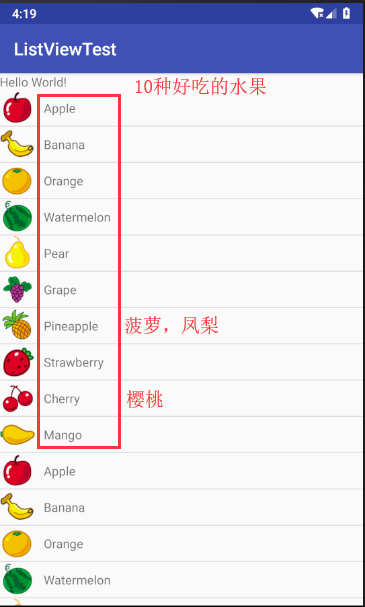 4:19
ListViewTest
Hello World!
10种好吃的水果
Apple
Banana
Orange
Watermelon
Pear
Grape
Pineapple
菠萝，凤梨
Strawberry
Cherry
樱桃
Mango
Apple
Banana
Orange
Watermelon